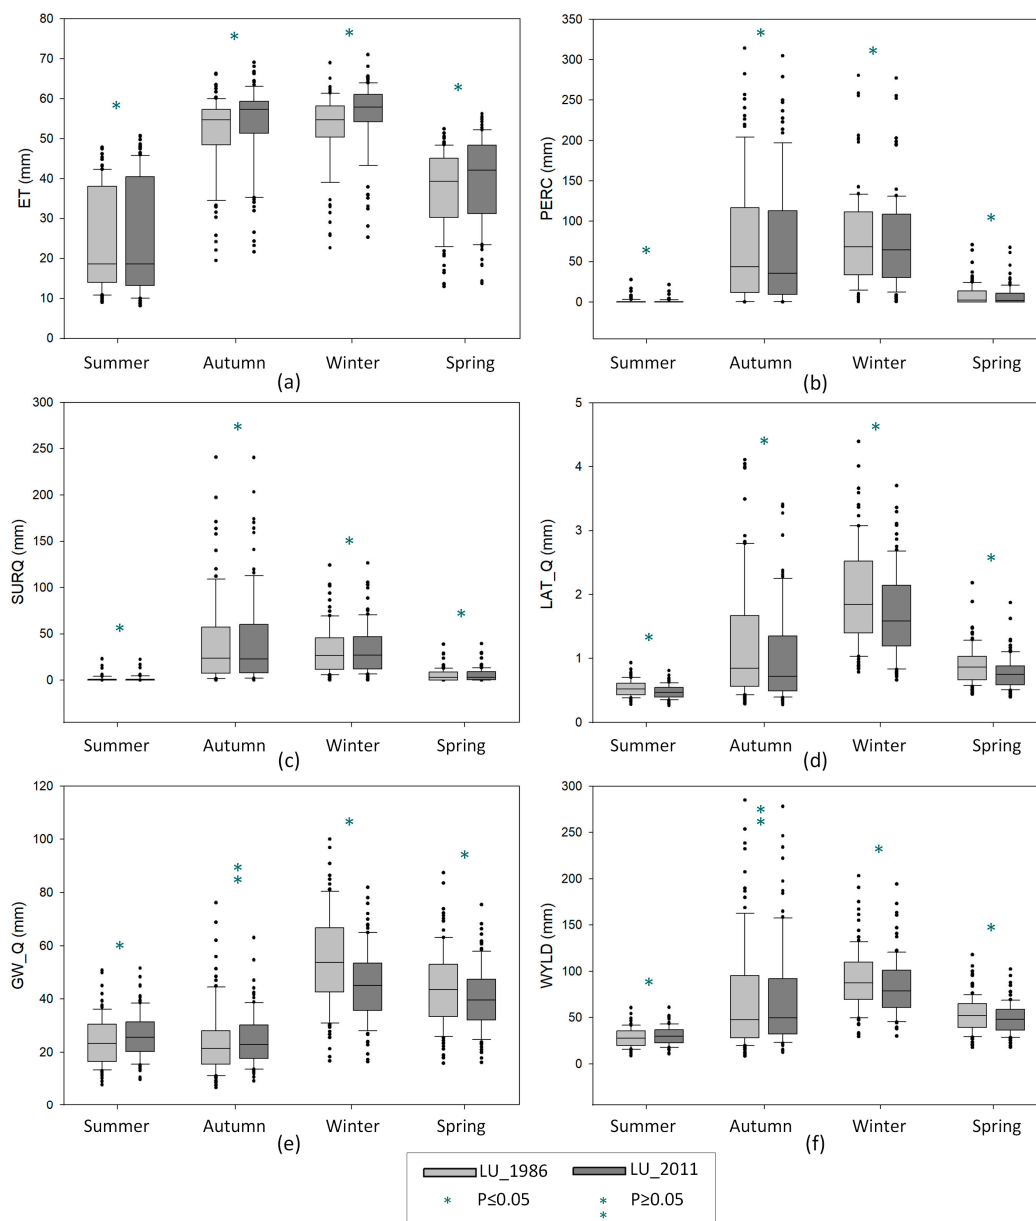 80
70
60
50
40
30
20
10
0
ET (mm)
Summer Autumn Winter Spring
(a)
350
300
250
200
150
100
50
0
PERC (mm)
Summer Autumn Winter Spring
(b)
300
250
200
150
100
50
0
SURQ (mm)
Summer Autumn Winter Spring
(c)
5
4
3
2
1
0
LAT_Q (mm)
Summer Autumn Winter Spring
(d)
120
100
80
60
40
20
0
GW_Q (mm)
Summer Autumn Winter Spring
(e)
300
250
200
150
100
50
0
WYLD (mm)
Summer Autumn Winter Spring
(f)
LU_1986 LU_2011
* P≤0.05 ** P≥0.05